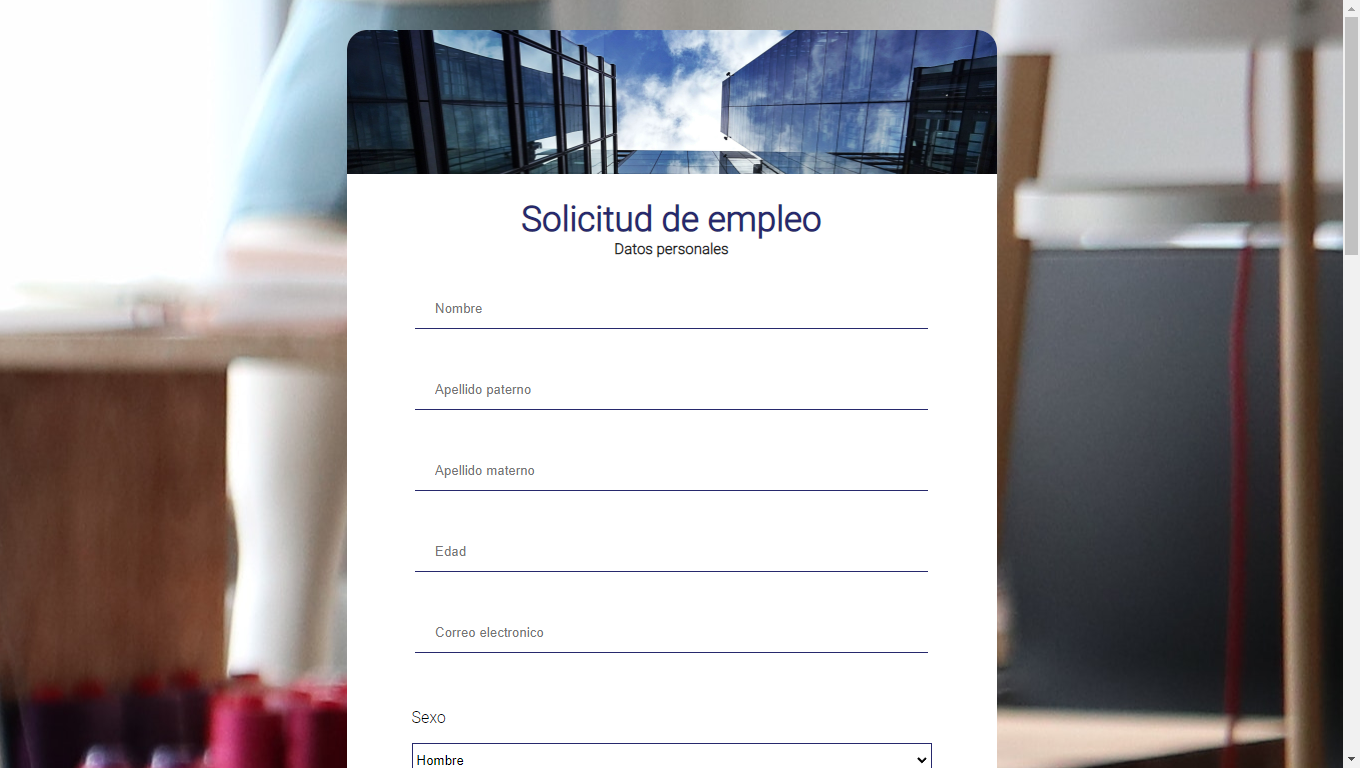 Solicitud de empleo
Datos personales
Nombre
Apellido paterno
Apellido materno
Edad
Correo electronico
Sexo
Hombre